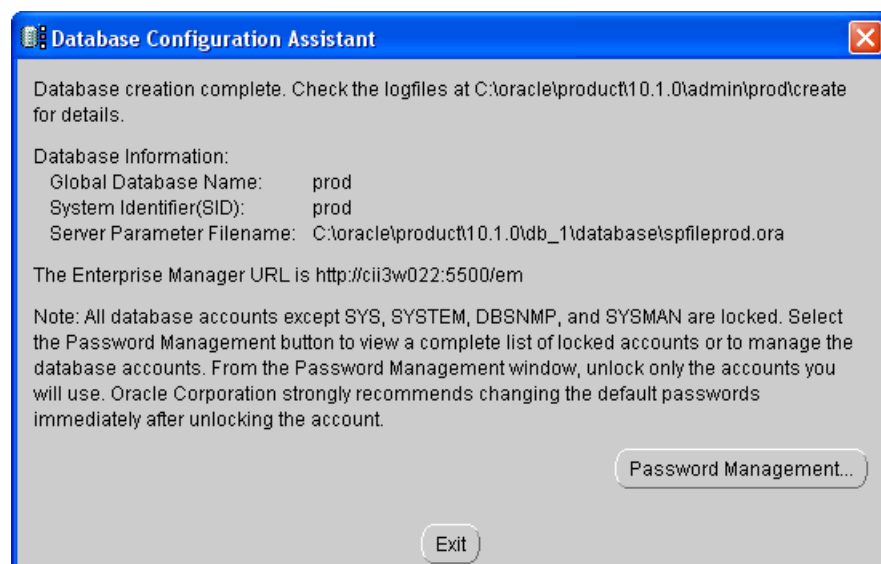 Database Configuration Assistant
Database creation complete. Check the logfiles at C:\oracle\product\10.1.0\admin\prod\create
for details.
Database Information:
Global Database Name: prod
System Identifier(SID): prod
Server Parameter Filename: C:\oracle\product\10.1.0\db_1\database\spfileprod.ora
The Enterprise Manager URL is http://cii3w022:5500/em
Note: All database accounts except SYS, SYSTEM, DBSNMP, and SYSMAN are locked. Select
the Password Management button to view a complete list of locked accounts or to manage the
database accounts. From the Password Management window, unlock only the accounts you
will use. Oracle Corporation strongly recommends changing the default passwords
immediately after unlocking the account.
Password Management...
Exit